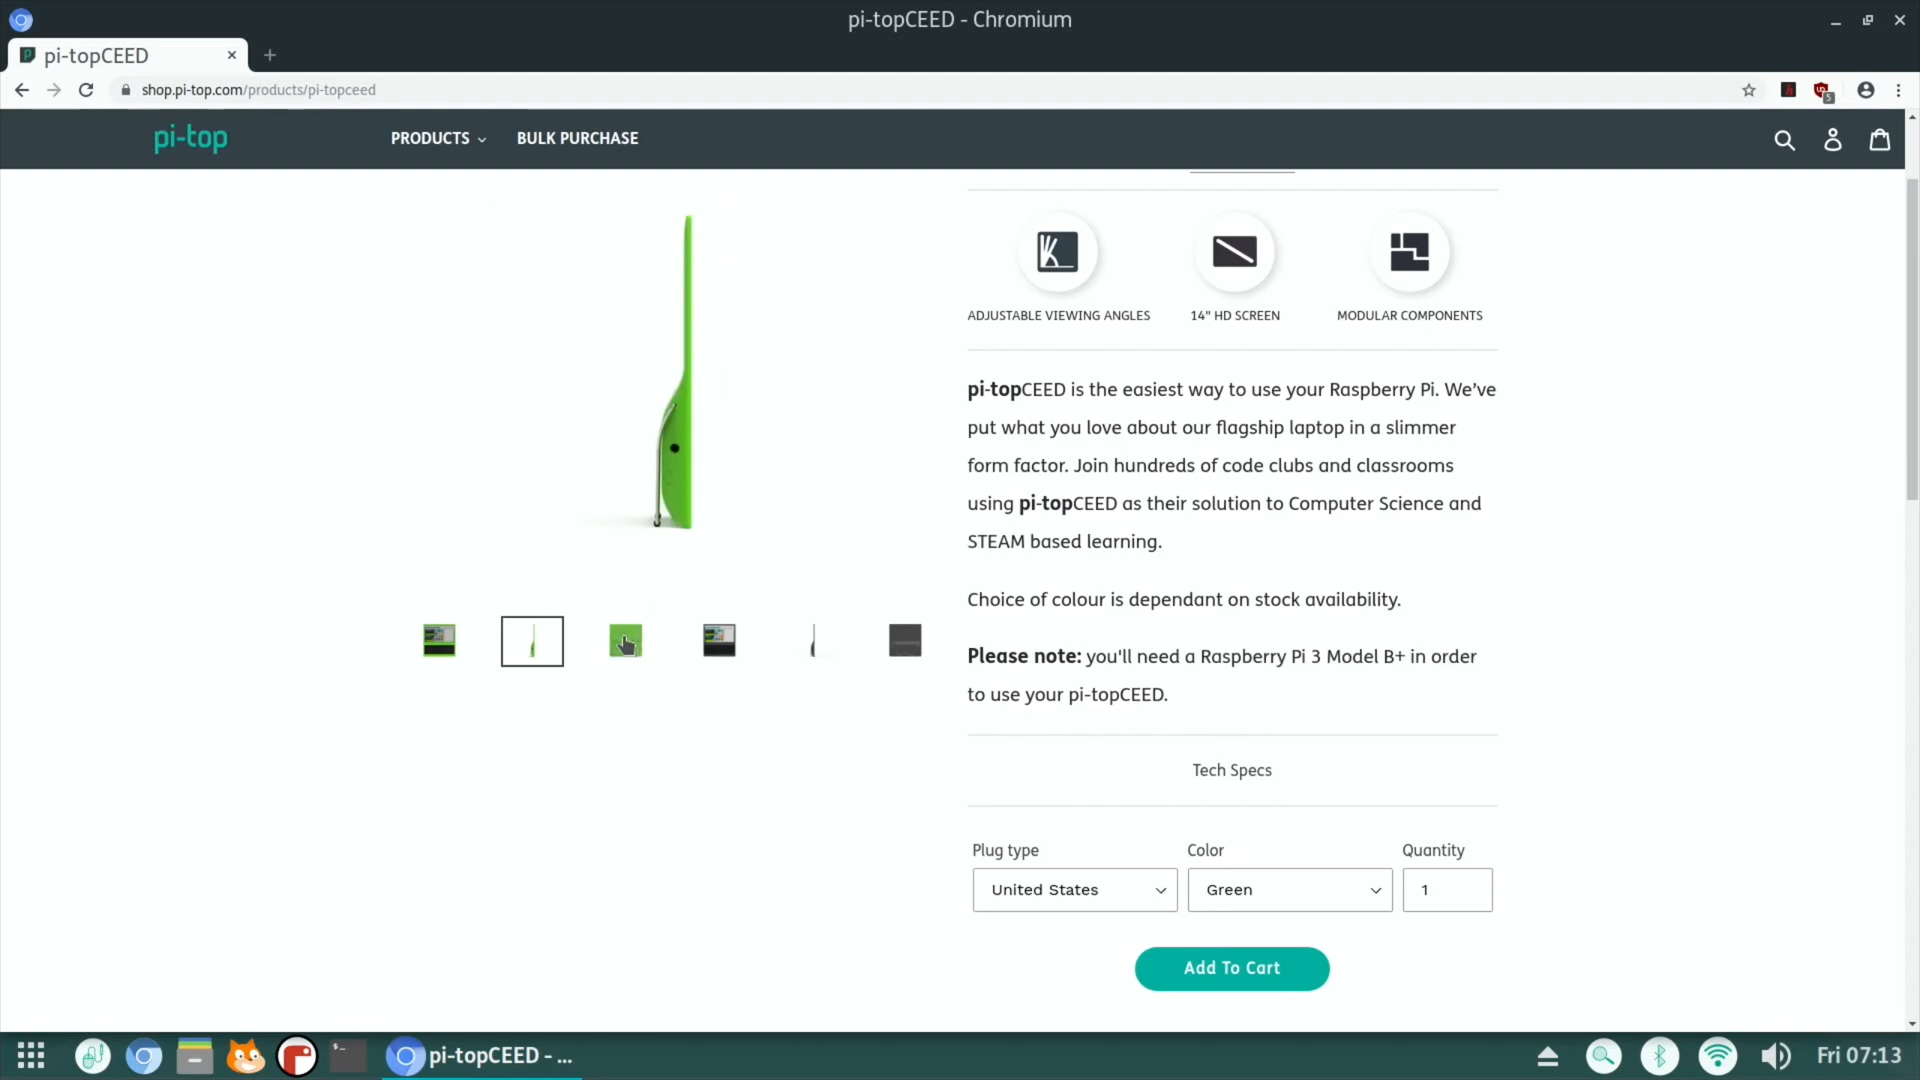 pi-topCEED - Chromium
pi-topCEED
shop.pi-top.com/products/pi-topceed
5
pi-top
PRODUCTS
BULK PURCHASE
ADJUSTABLE VIEWING ANGLES
14" HD SCREEN
MODULAR COMPONENTS
pi-topCEED is the easiest way to use your Raspberry Pi. We’ve
put what you love about our flagship laptop in a slimmer
form factor. Join hundreds of code clubs and classrooms
using pi-topCEED as their solution to Computer Science and
STEAM based learning.
Choice of colour is dependant on stock availability.
Please note: you'll need a Raspberry Pi 3 Model B+ in order
to use your pi-topCEED.
Tech Specs
Plug type
Color
Quantity
United States
Green
1
Add To Cart
pi-topCEED - ...
Fri 07:13